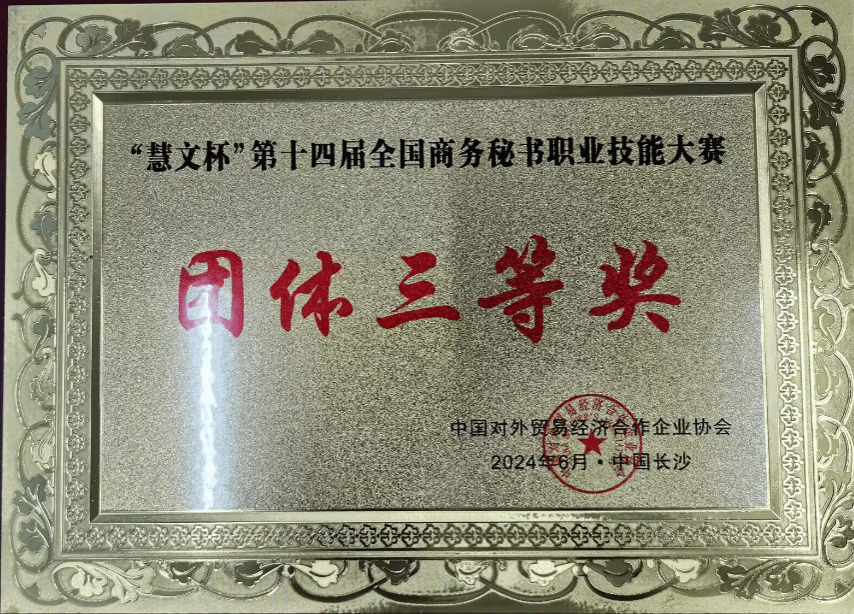 “慧文杯”第十四届全国商务秘书职业技能大赛
团体三等奖
中国对外贸易经济合作企业协会
2024年6月·中国长沙